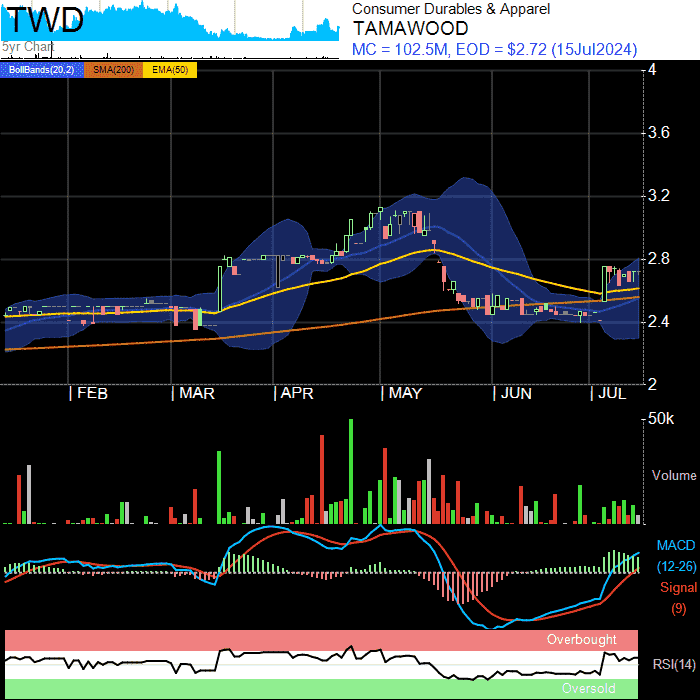 TWD
5yr Chart
Consumer Durables & Apparel
TAMAWOOD
MC = 102.5M, EOD = $2.72 (15Jul2024)
BollBands(20,2) SMA(200) EMA(50)
4
3.6
3.2
2.8
2.4
2
| FEB | MAR | APR | MAY | JUN | JUL
50k
Volume
MACD
(12-26)
Signal
(9)
Overbought
RSI(14)
Oversold